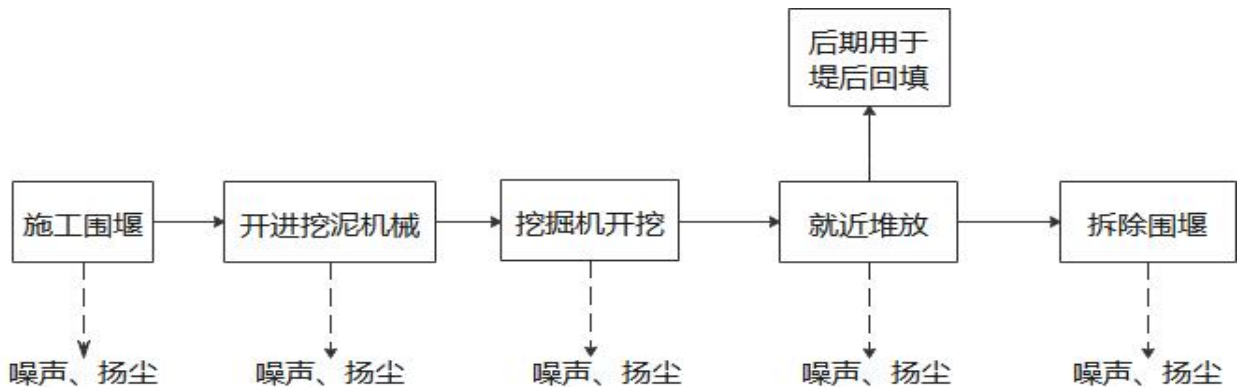 后期用于
堤后回填
施工围堰
开进挖泥机械
挖掘机开挖
就近堆放
拆除围堰
噪声、扬尘
噪声、扬尘
噪声、扬尘
噪声、扬尘
噪声、扬尘